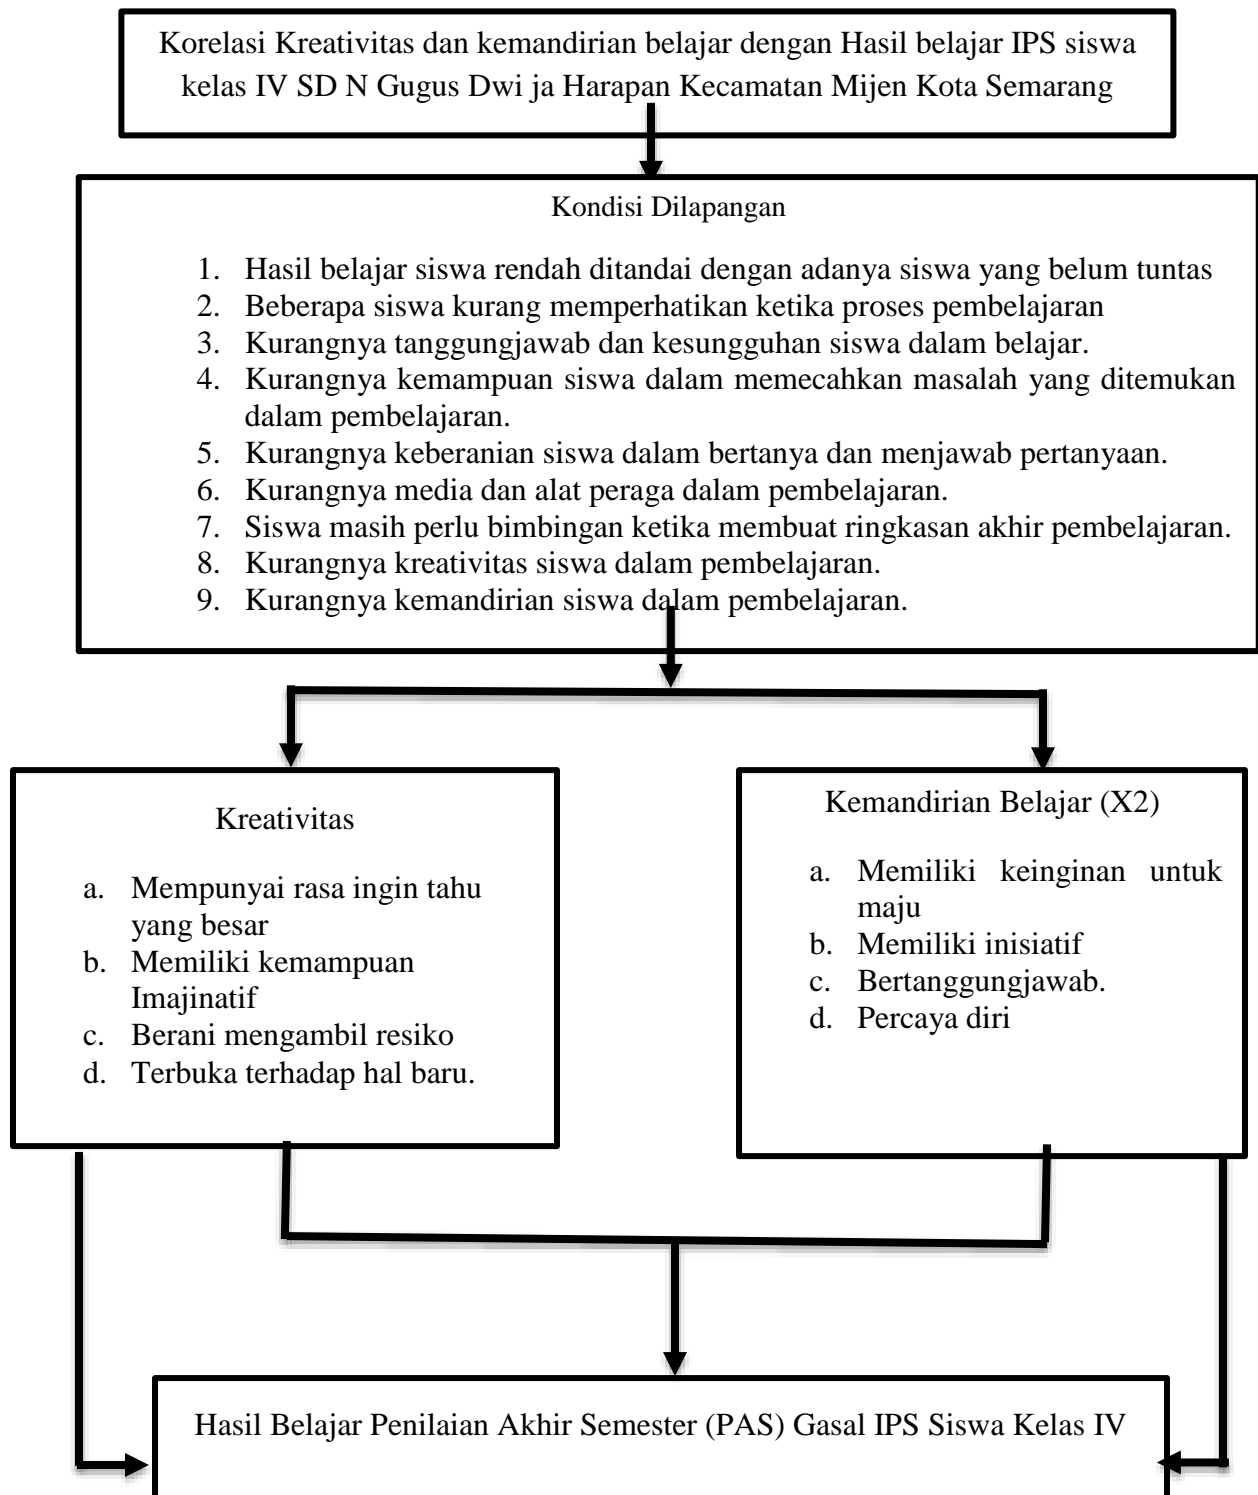 Korelasi Kreativitas dan kemandirian belajar dengan Hasil belajar IPS siswa
kelas IV SD N Gugus Dwi ja Harapan Kecamatan Mijen Kota Semarang
Kondisi Dilapangan
1. Hasil belajar siswa rendah ditandai dengan adanya siswa yang belum tuntas
2. Beberapa siswa kurang memperhatikan ketika proses pembelajaran
3. Kurangnya tanggungjawab dan kesungguhan siswa dalam belajar.
4. Kurangnya kemampuan siswa dalam memecahkan masalah yang ditemukan
dalam pembelajaran.
5. Kurangnya keberanian siswa dalam bertanya dan menjawab pertanyaan.
6. Kurangnya media dan alat peraga dalam pembelajaran.
7. Siswa masih perlu bimbingan ketika membuat ringkasan akhir pembelajaran.
8. Kurangnya kreativitas siswa dalam pembelajaran.
9. Kurangnya kemandirian siswa dalam pembelajaran.
Kreativitas
a. Mempunyai rasa ingin tahu
yang besar
b. Memiliki kemampuan
Imajinatif
c. Berani mengambil resiko
d. Terbuka terhadap hal baru.
Kemandirian Belajar (X2)
a. Memiliki keinginan untuk
maju
b. Memiliki inisiatif
c. Bertanggungjawab.
d. Percaya diri
Hasil Belajar Penilaian Akhir Semester (PAS) Gasal IPS Siswa Kelas IV